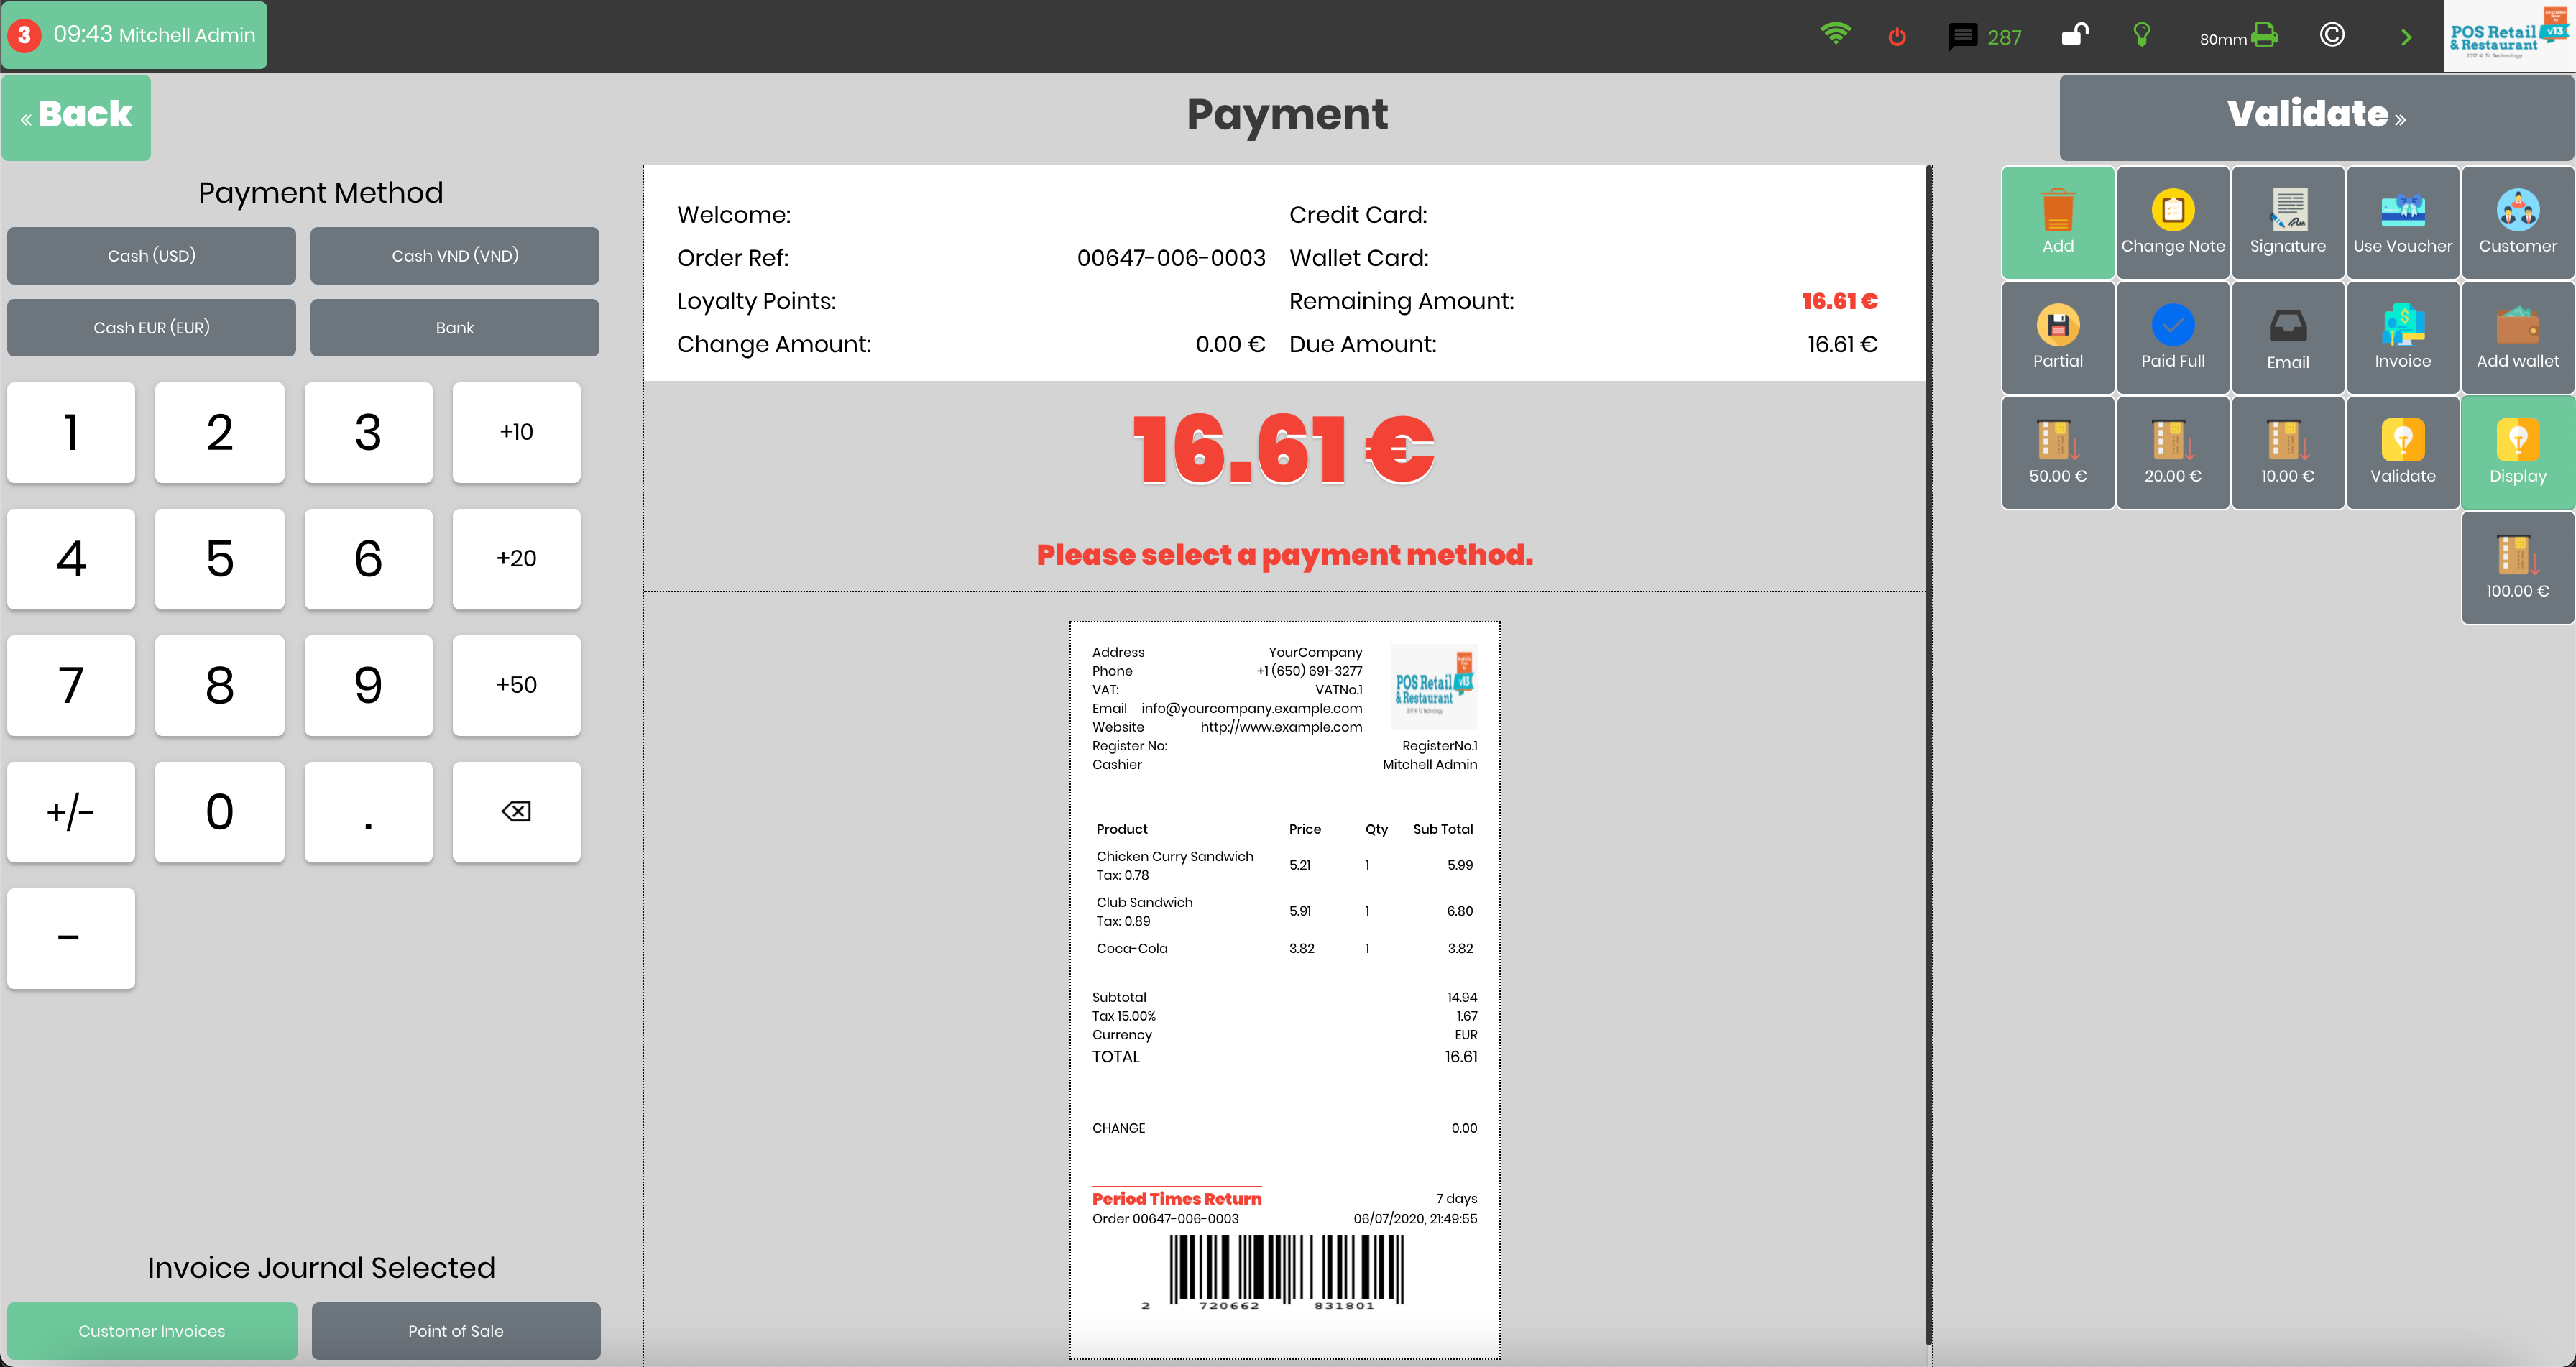 3 09:43 Mitchell Admin
287
80mm
POS Retail
& Restaurant
v13
2017 © TL Technology
« Back
Payment
Validate »
Payment Method
Cash (USD)
Cash VND (VND)
Cash EUR (EUR)
Bank
1 2 3 +10
4 5 6 +20
7 8 9 +50
+/- 0 .
-
Invoice Journal Selected
Customer Invoices
Point of Sale
Welcome:
Credit Card:
Order Ref: 00647-006-0003
Wallet Card:
Loyalty Points:
Remaining Amount: 16.61 €
Change Amount: 0.00 €
Due Amount: 16.61 €
16.61 €
Please select a payment method.
Address YourCompany
Phone +1 (650) 691-3277
VAT: VATNo.1
Email info@yourcompany.example.com
Website http://www.example.com
Register No: RegisterNo.1
Cashier Mitchell Admin
POS Retail
& Restaurant
v13
2017 © TL Technology
Product Price Qty Sub Total
Chicken Curry Sandwich 5.21 1 5.99
Tax: 0.78
Club Sandwich 5.91 1 6.80
Tax: 0.89
Coca-Cola 3.82 1 3.82
Subtotal 14.94
Tax 15.00% 1.67
Currency EUR
TOTAL 16.61
CHANGE 0.00
Period Times Return 7 days
Order 00647-006-0003 06/07/2020, 21:49:55
2 720662 831801
Add
Change Note
Signature
Use Voucher
Customer
Partial
Paid Full
Email
Invoice
Add wallet
50.00 €
20.00 €
10.00 €
Validate
Display
100.00 €